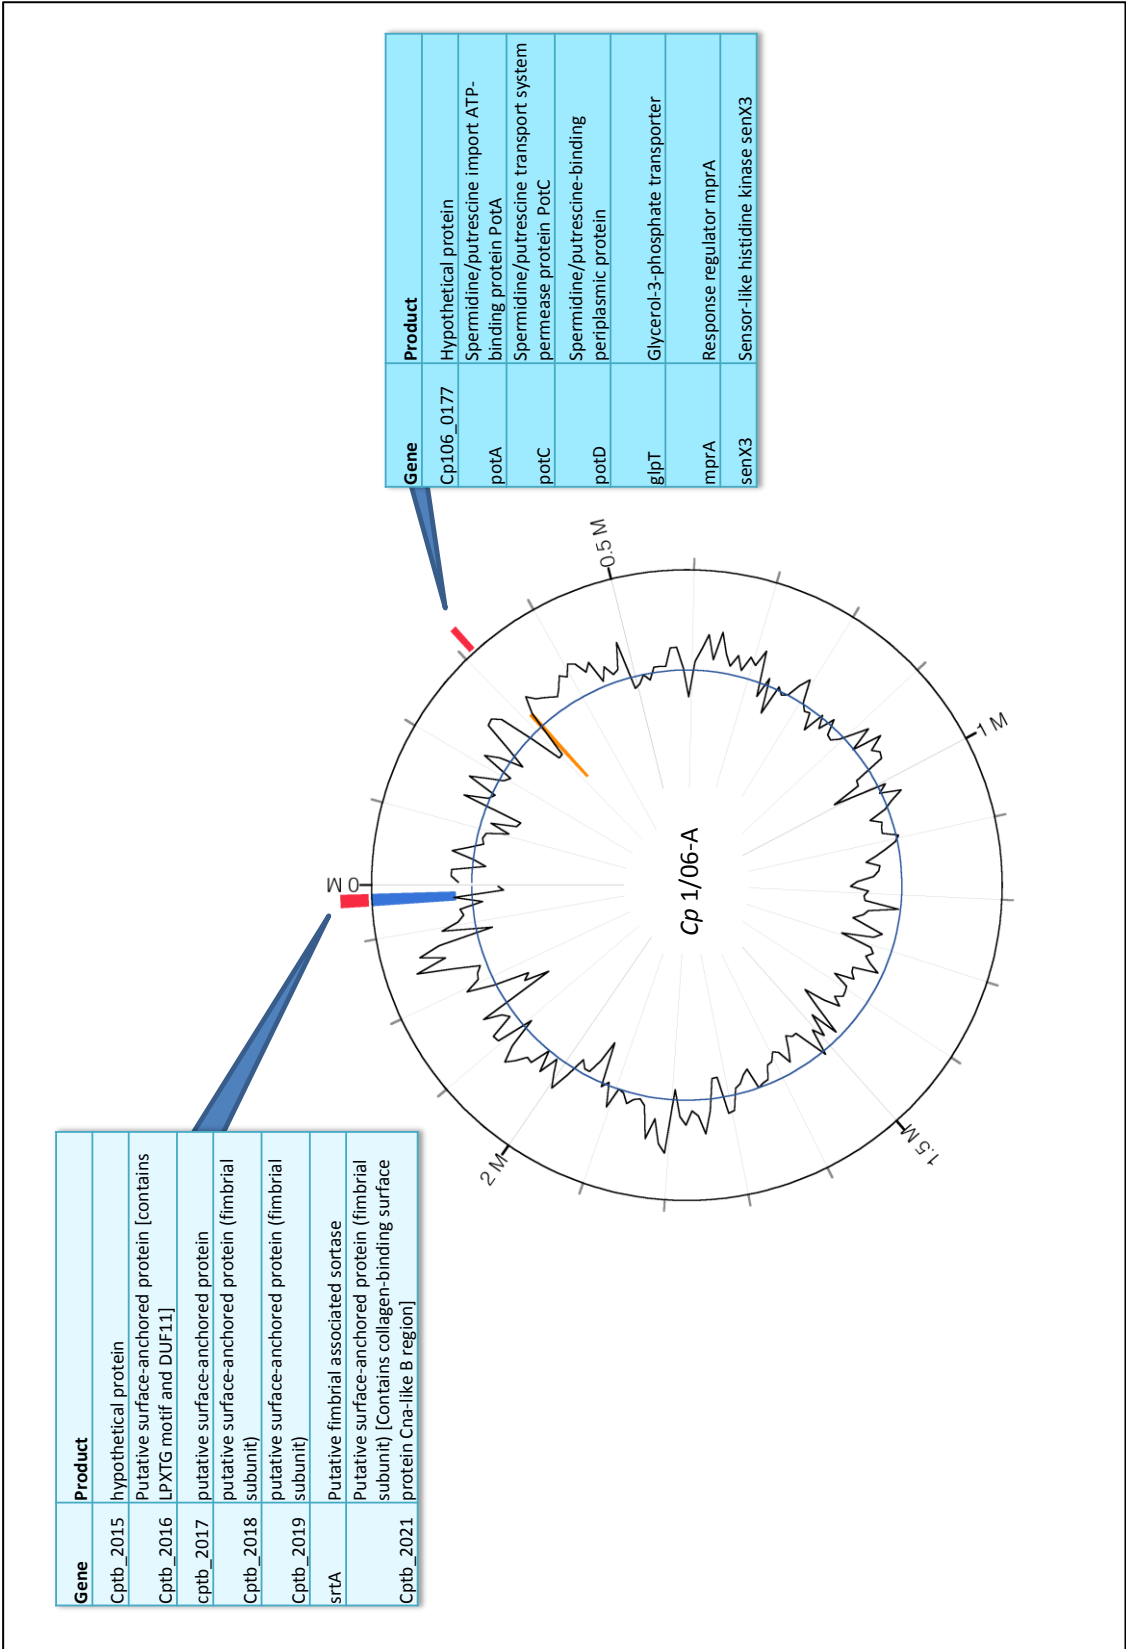 Gene Product
Cptb_2015 hypothetical protein
Cptb_2016 Putative surface-anchored protein [contains
LPXTG motif and DUF11]
cptb_2017 putative surface-anchored protein
Cptb_2018 putative surface-anchored protein (fimbrial
subunit)
Cptb_2019 putative surface-anchored protein (fimbrial
subunit)
srtA Putative fimbrial associated sortase
Cptb_2021 Putative surface-anchored protein (fimbrial
subunit) [Contains collagen-binding surface
protein Cna-like B region]
Gene Product
Cp106_0177 Hypothetical protein
potA Spermidine/putrescine import ATP-
binding protein PotA
potC Spermidine/putrescine transport system
permease protein PotC
potD Spermidine/putrescine-binding
periplasmic protein
glpT Glycerol-3-phosphate transporter
mprA Response regulator mprA
senX3 Sensor-like histidine kinase senX3
0 M
0.5 M
1 M
1.5 M
2 M
Cp 1/06-A